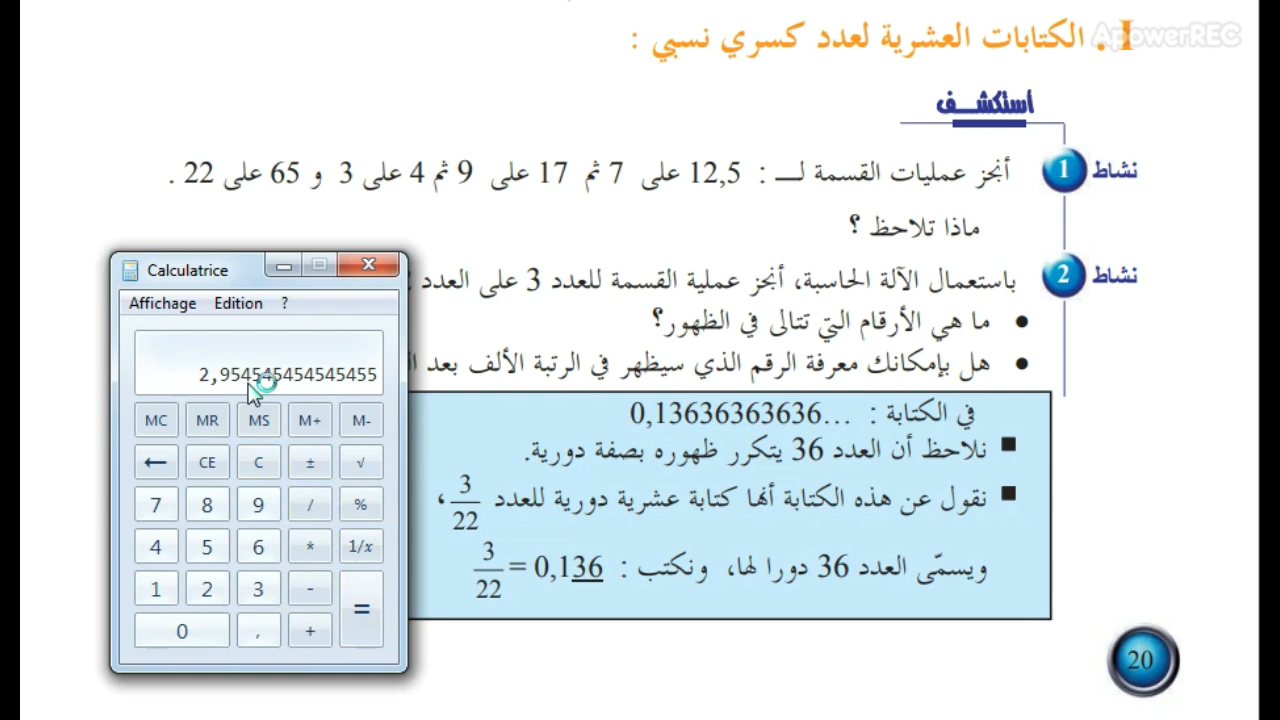 I . الكتابات العشرية لعدد كسري نسبي :
ApowerREC
أستكشف
نشاط 1 أنجز عمليات القسمة لـــ : 12,5 على 7 ثم 17 على 9 ثم 4 على 3 و 65 على 22 .
ماذا تلاحظ ؟
نشاط 2 باستعمال الآلة الحاسبة، أنجز عملية القسمة للعدد 3 على العدد
● ما هي الأرقام التي تتالى في الظهور؟
● هل بإمكانك معرفة الرقم الذي سيظهر في الرتبة الألف بعد
في الكتابة : 0,13636363636...
■ نلاحظ أن العدد 36 يتكرر ظهوره بصفة دورية.
■ نقول عن هذه الكتابة أنها كتابة عشرية دورية للعدد 3/22 ،
ويسمّى العدد 36 دورا لها، ونكتب : 3/22 = 0,136
20
Calculatrice
Affichage Edition ?
2,954545454545455
MC MR MS M+ M-
← CE C ± √
7 8 9 / %
4 5 6 * 1/x
1 2 3 - =
0 , +